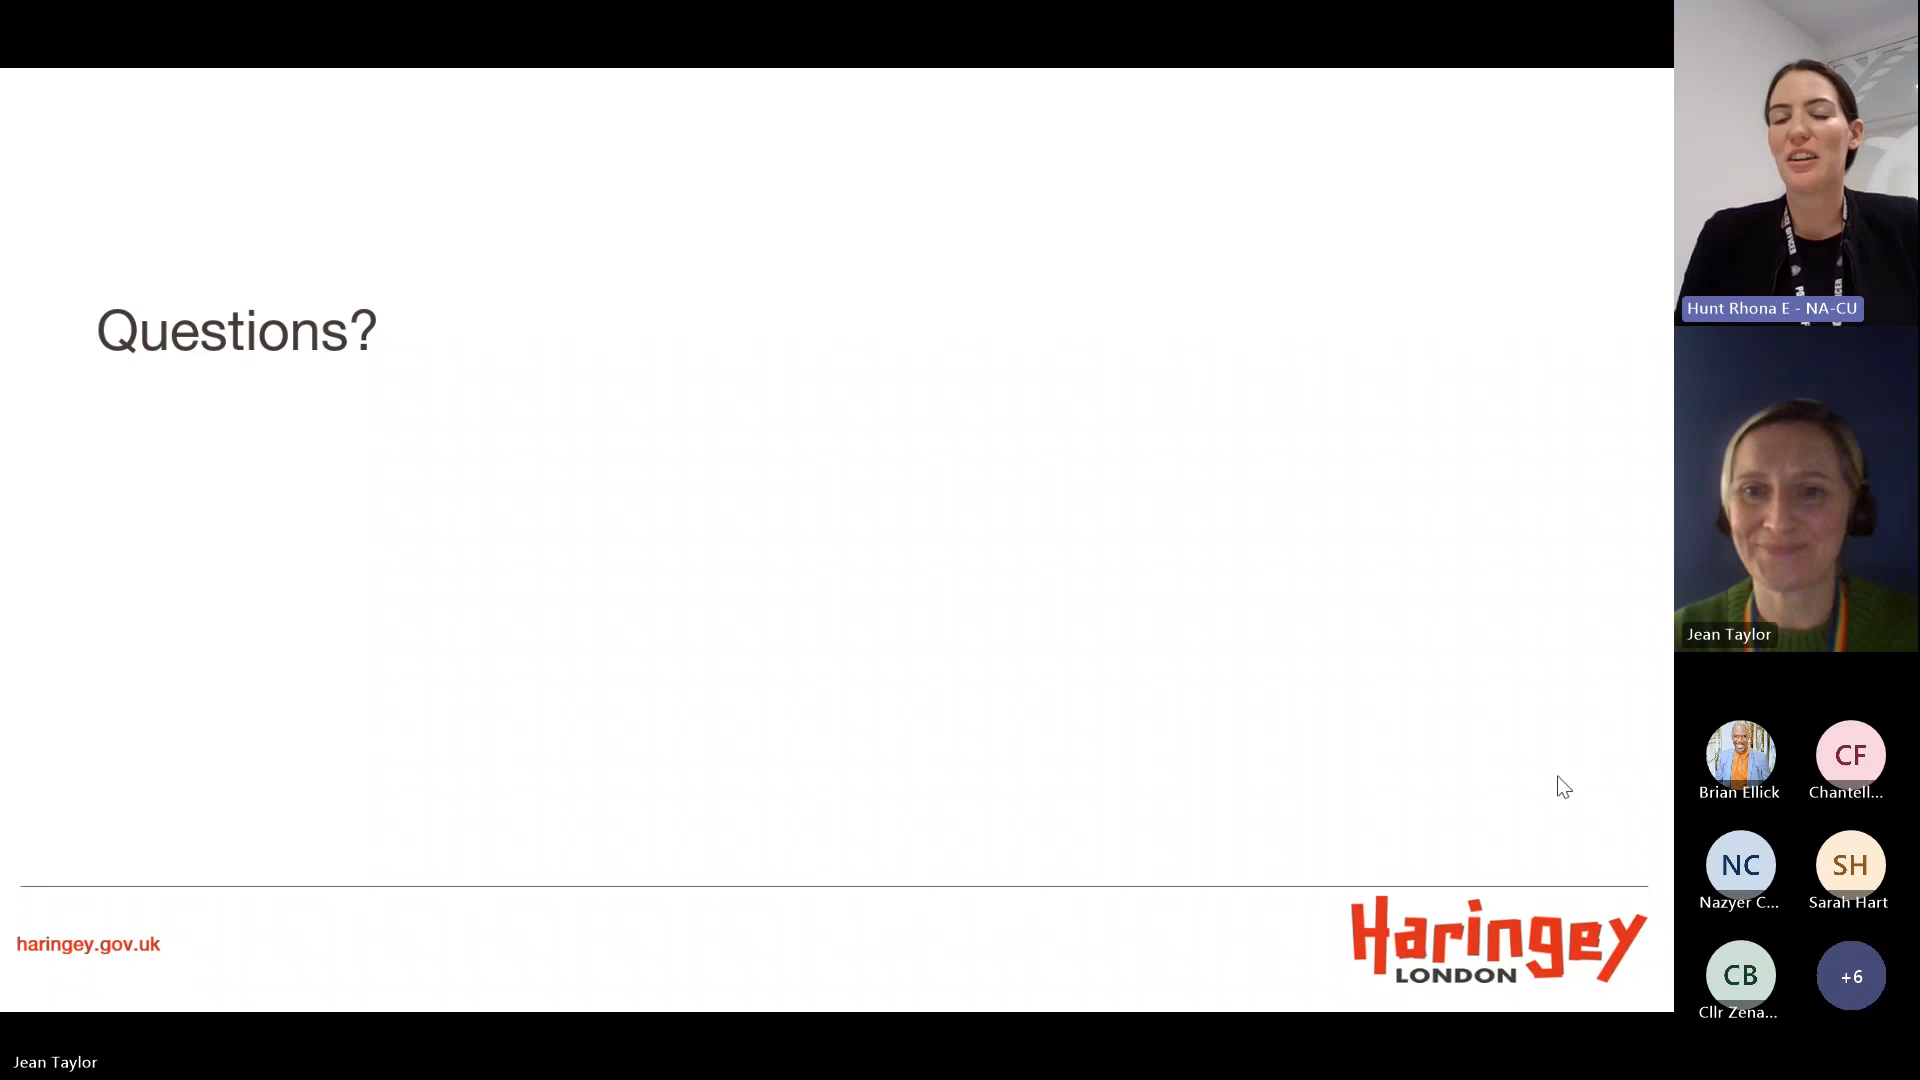 Questions?
haringey.gov.uk
Haringey
LONDON
Jean Taylor
Hunt Rhona E - NA-CU
Jean Taylor
Brian Ellick
CF
Chantell...
NC
Nazyer C...
SH
Sarah Hart
CB
Cllr Zena...
+6